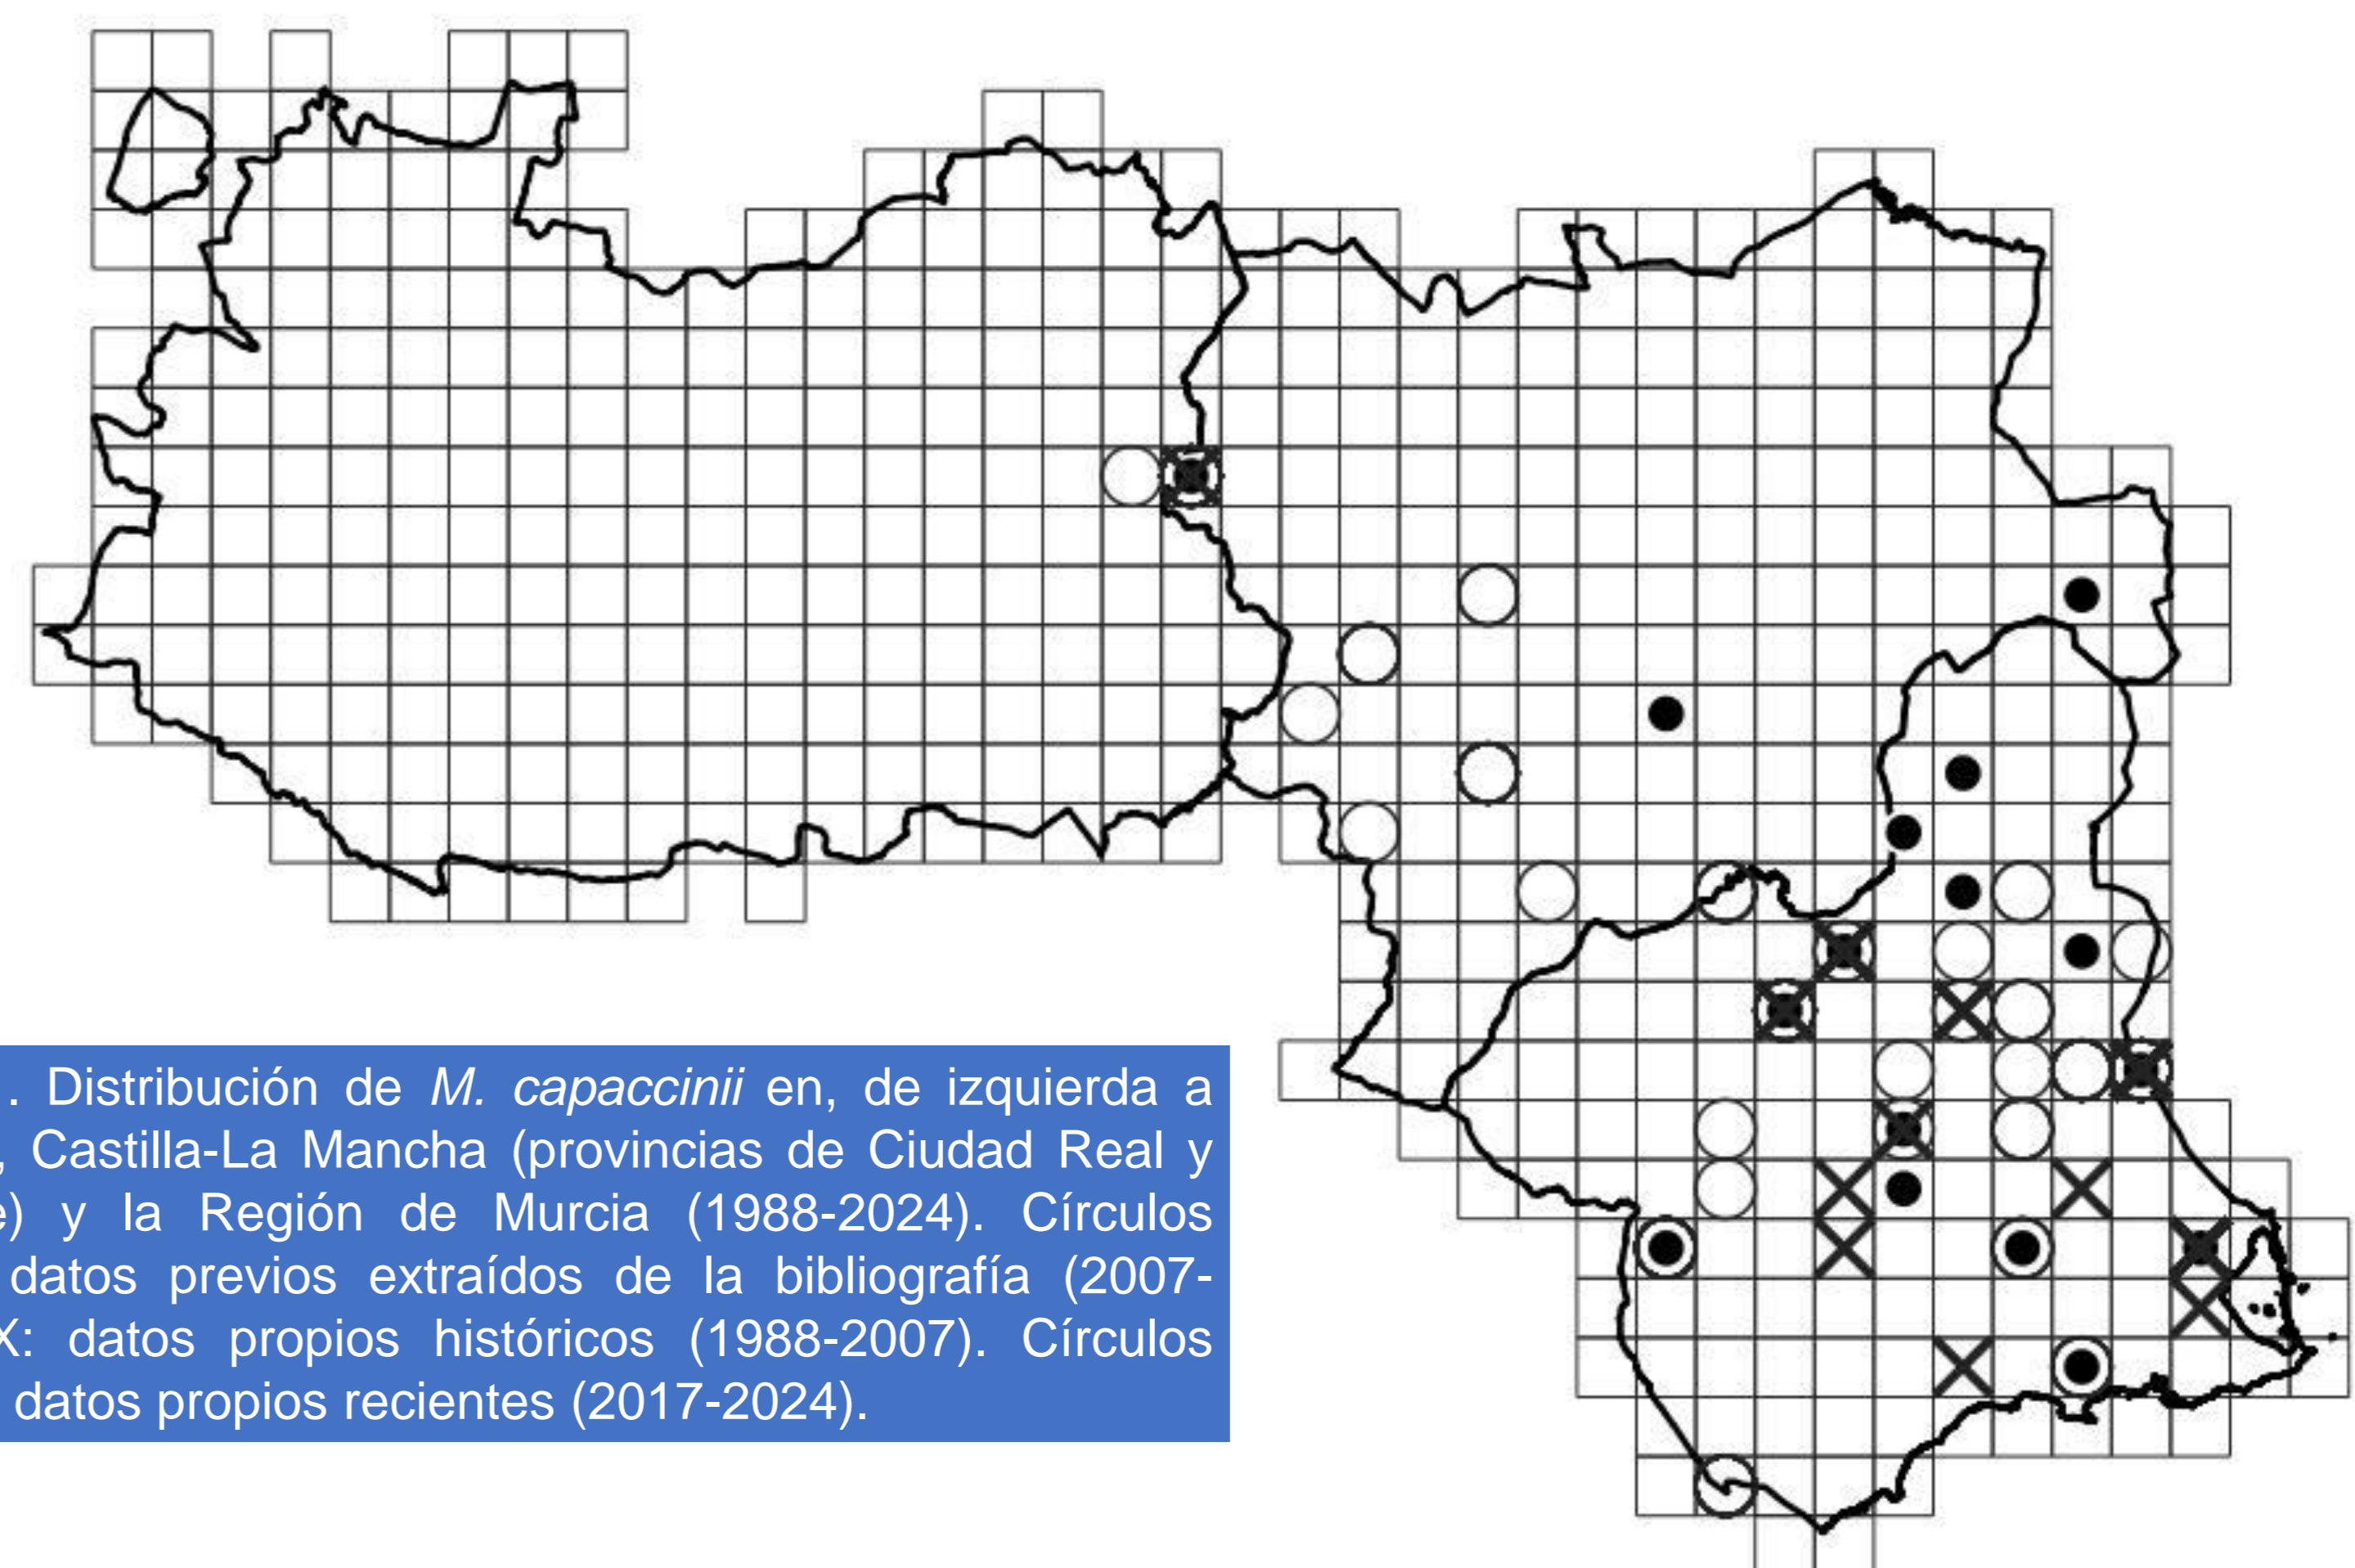 . Distribución de M. capaccinii en, de izquierda a
, Castilla-La Mancha (provincias de Ciudad Real y
e) y la Región de Murcia (1988-2024). Círculos
datos previos extraídos de la bibliografía (2007-
X: datos propios históricos (1988-2007). Círculos
datos propios recientes (2017-2024).